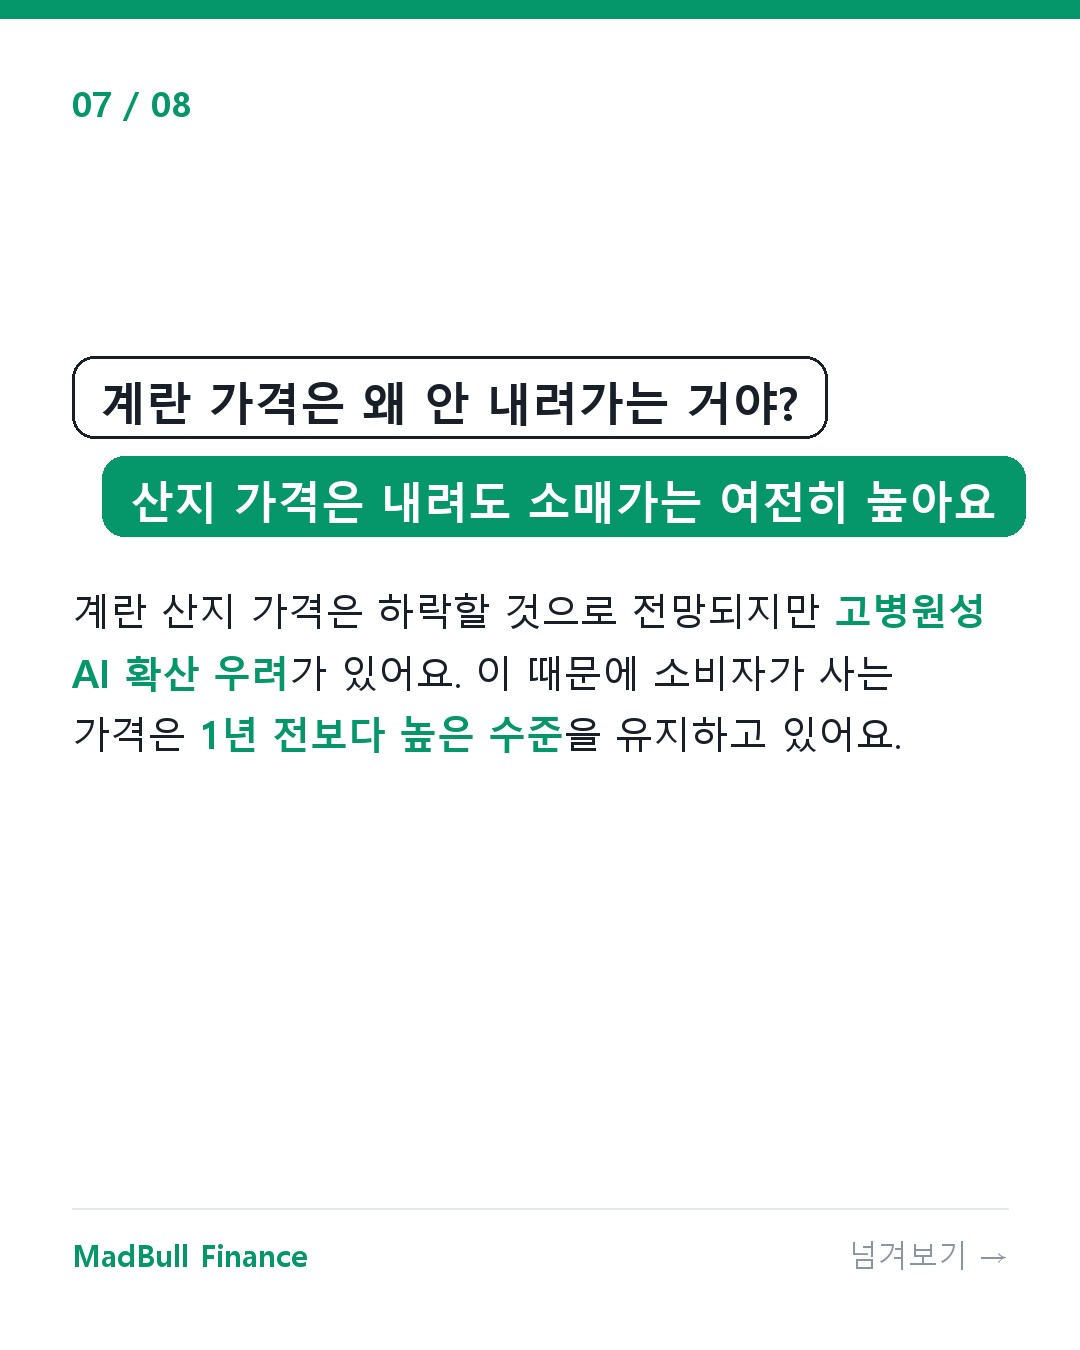 07 / 08
계란 가격은 왜 안 내려가는 거야?
산지 가격은 내려도 소매가는 여전히 높아요
계란 산지 가격은 하락할 것으로 전망되지만 고병원성
AI 확산 우려가 있어요. 이 때문에 소비자가 사는
가격은 1년 전보다 높은 수준을 유지하고 있어요.
MadBull Finance
넘겨보기 →